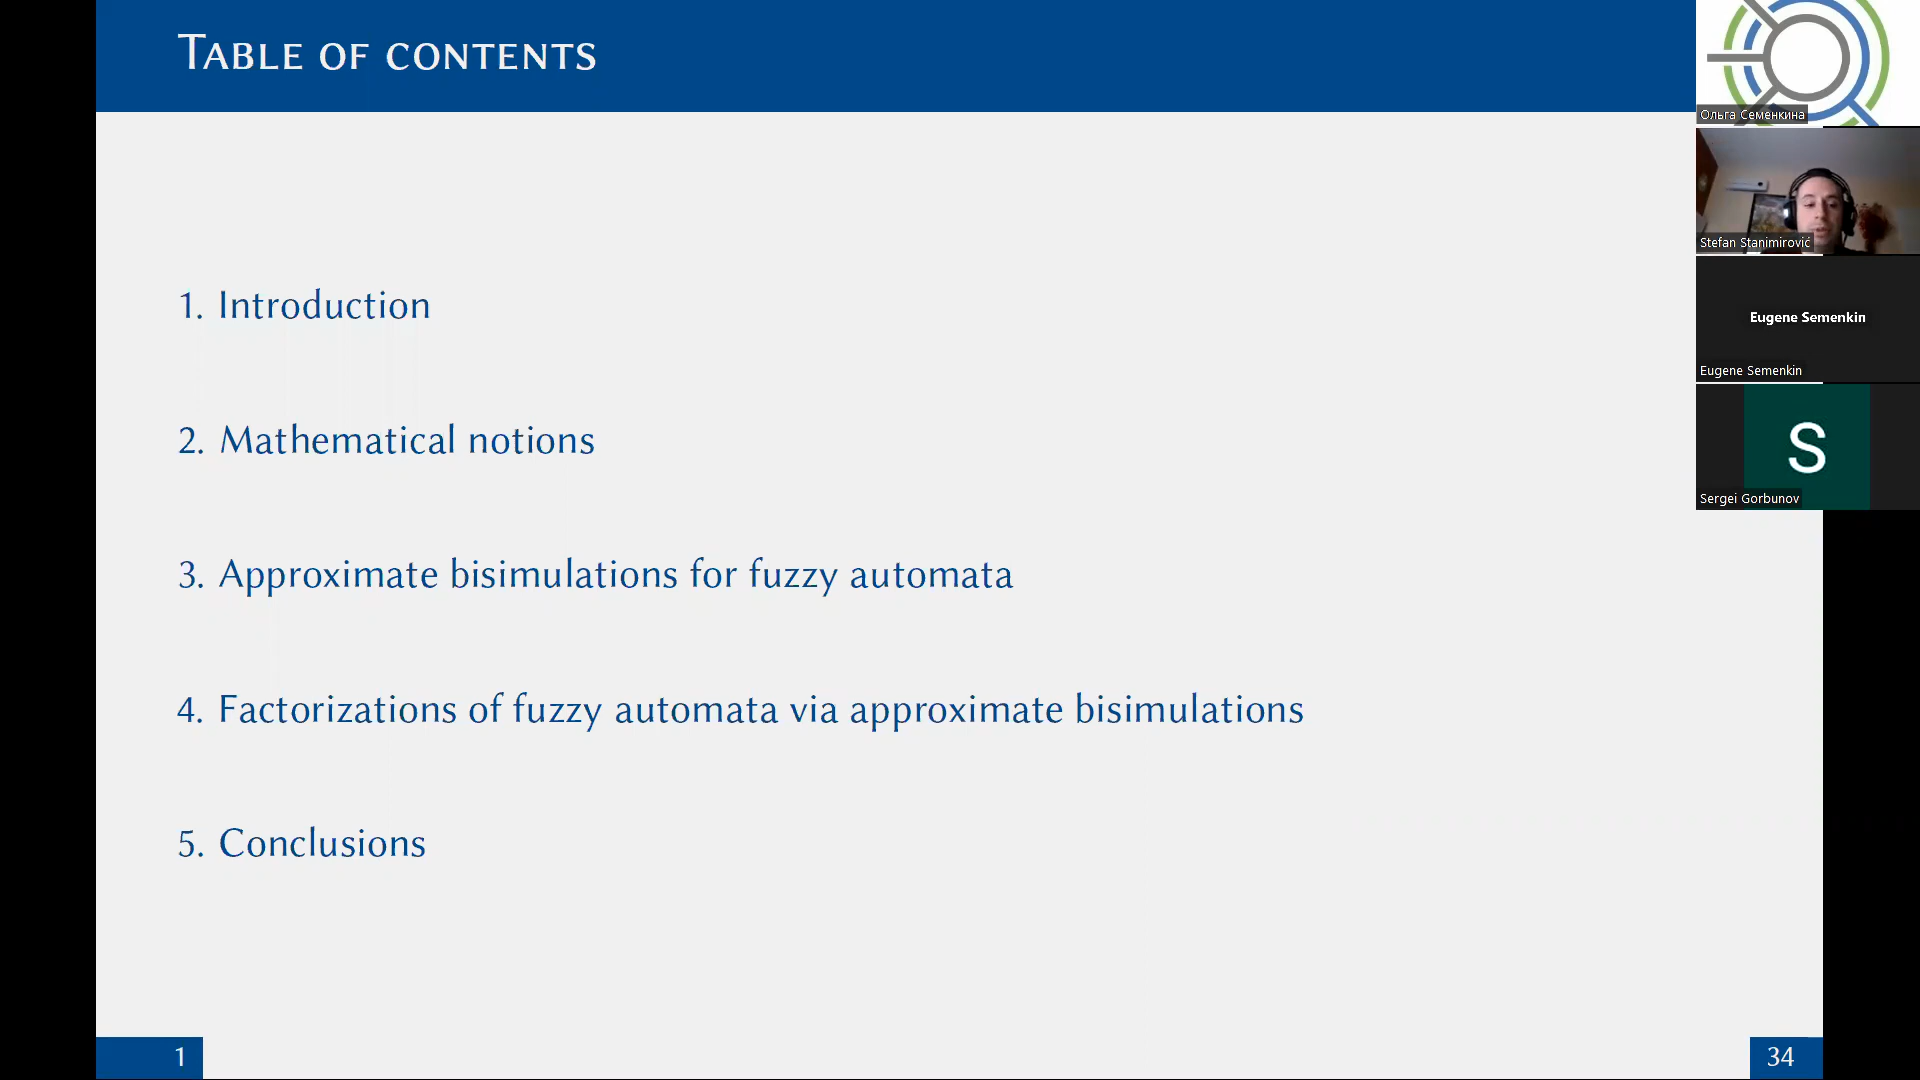 Table of contents
1. Introduction
2. Mathematical notions
3. Approximate bisimulations for fuzzy automata
4. Factorizations of fuzzy automata via approximate bisimulations
5. Conclusions
1
34
Ольга Семенкина
Stefan Stanimirović
Eugene Semenkin
Eugene Semenkin
S
Sergei Gorbunov